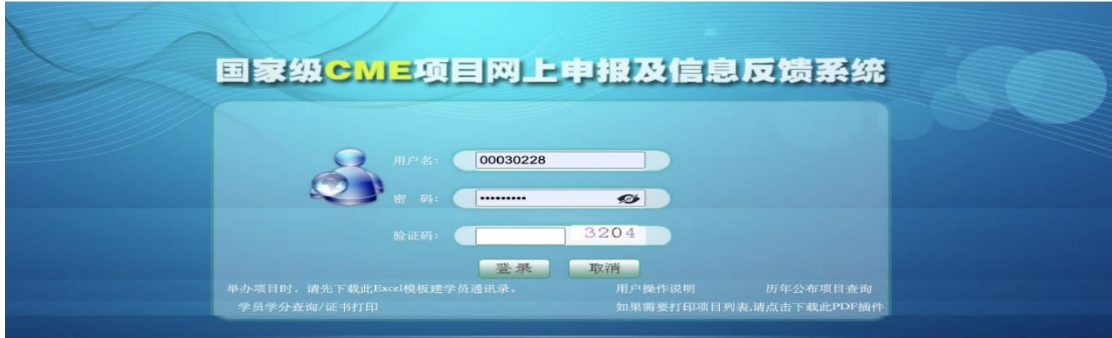 国家级CME项目网上申报及信息反馈系统
用户名： 00030228
密 码： •••••••••
验证码： 3204
登录 取消
举办项目时，请先下载此Excel模板建学员通讯录。 用户操作说明 历年公布项目查询
学员学分查询/证书打印 如果需要打印项目列表,请点击下载此PDF插件